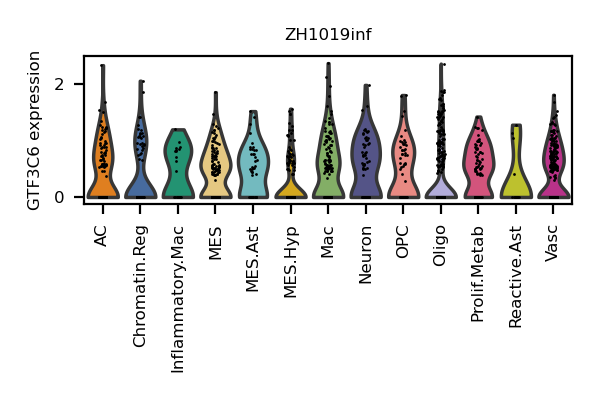 ZH1019inf
GTF3C6 expression
2
0
AC
Chromatin.Reg
Inflammatory.Mac
MES
MES.Ast
MES.Hyp
Mac
Neuron
OPC
Oligo
Prolif.Metab
Reactive.Ast
Vasc